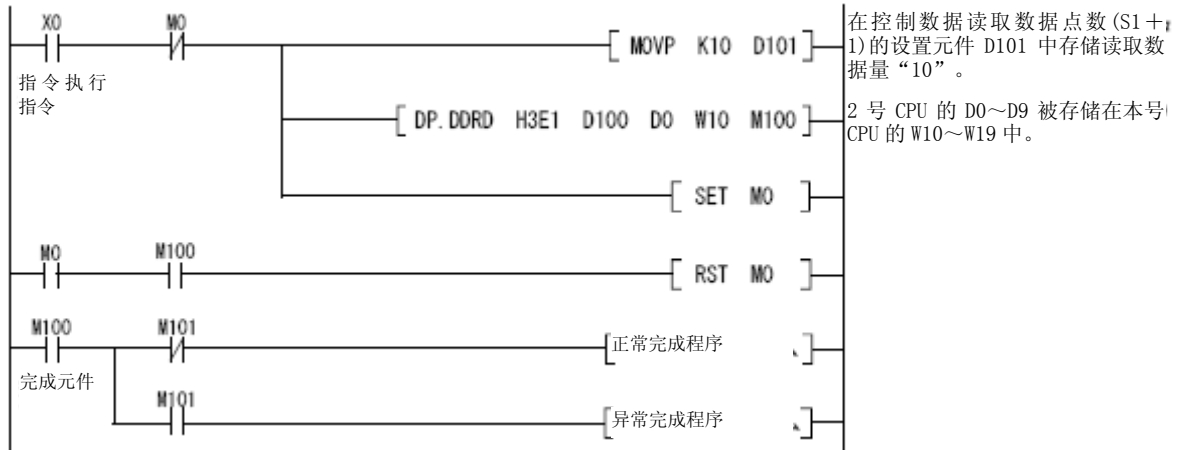 X0 M0
MOVP K10 D101
指令执行
指令
DP.DDRD H3E1 D100 D0 W10 M100
SET M0
M0 M100
RST M0
M100 M101
正常完成程序
完成元件
M101
异常完成程序
在控制数据读取数据点数(S1＋
1)的设置元件 D101 中存储读取数
据量“10”。
2 号 CPU 的 D0～D9 被存储在本号
CPU 的 W10～W19 中。